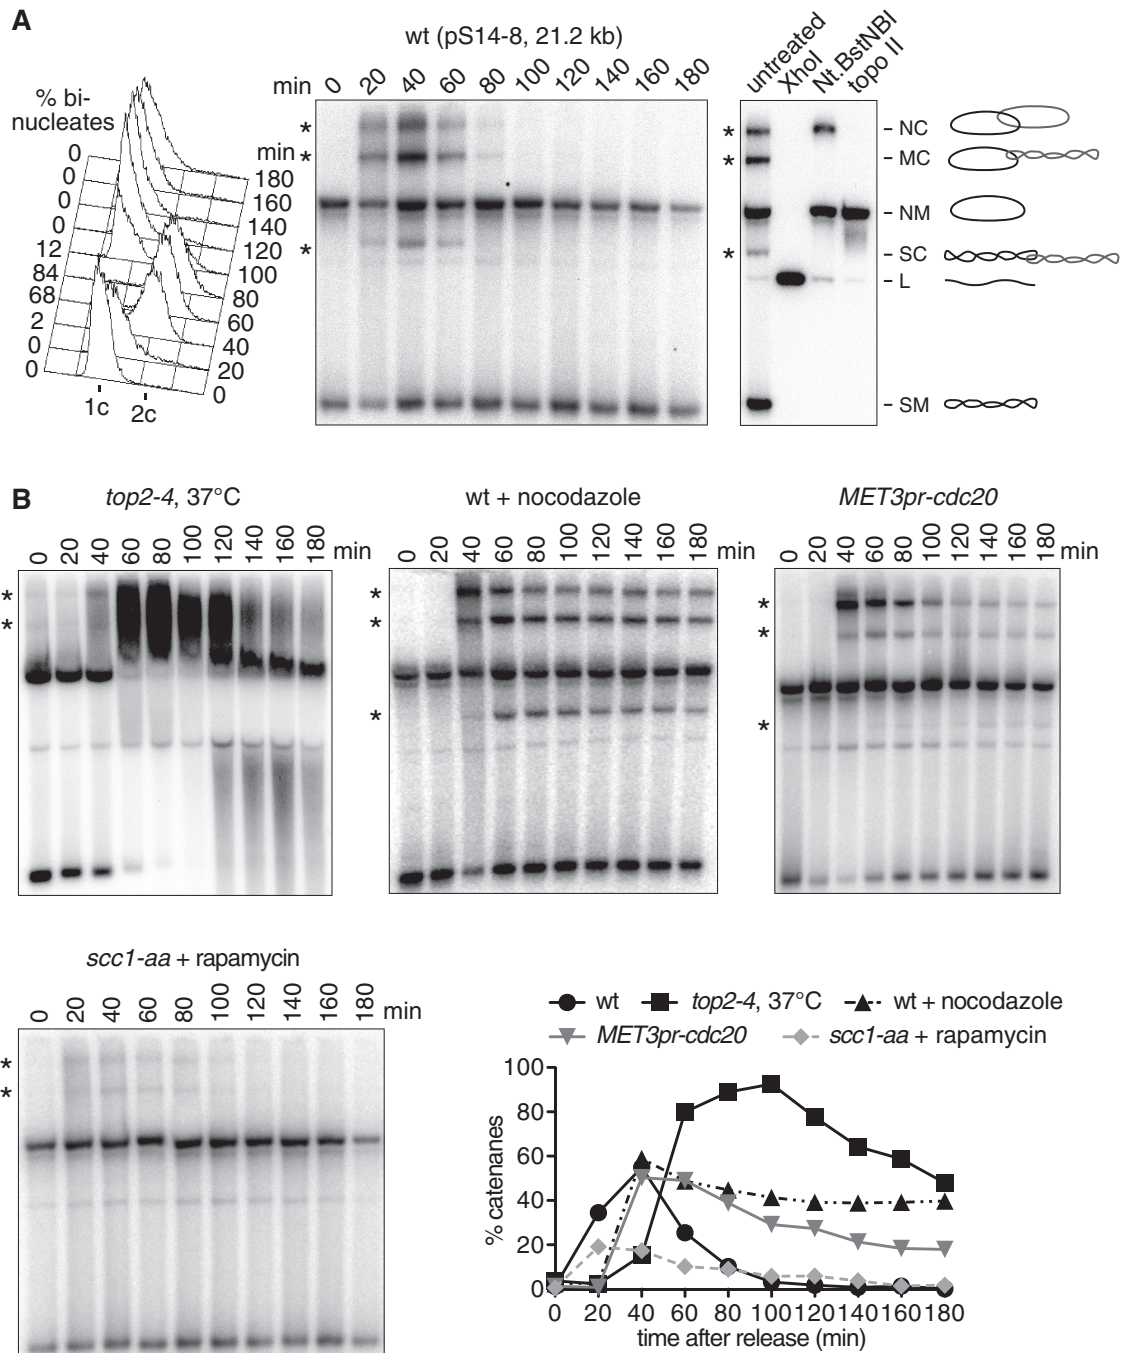 A
wt (pS14-8, 21.2 kb)
min 0 20 40 60 80 100 120 140 160 180
untreated
XhoI
Nt.BstNBI
topo II
% bi-
nucleates
min
0
0
0
0
12
84
68
2
0
0
180
160
140
120
100
80
60
40
20
0
1c
2c
*
*
*
*
*
*
– NC
– MC
– NM
– SC
– L
– SM
B
top2-4, 37°C
0 20 40 60 80 100 120 140 160 180 min
*
*
wt + nocodazole
0 20 40 60 80 100 120 140 160 180 min
*
*
*
MET3pr-cdc20
0 20 40 60 80 100 120 140 160 180 min
*
*
*
scc1-aa + rapamycin
0 20 40 60 80 100 120 140 160 180 min
*
*
wt top2-4, 37°C wt + nocodazole
MET3pr-cdc20 scc1-aa + rapamycin
% catenanes
100
80
60
40
20
0
0 20 40 60 80 100 120 140 160 180
time after release (min)